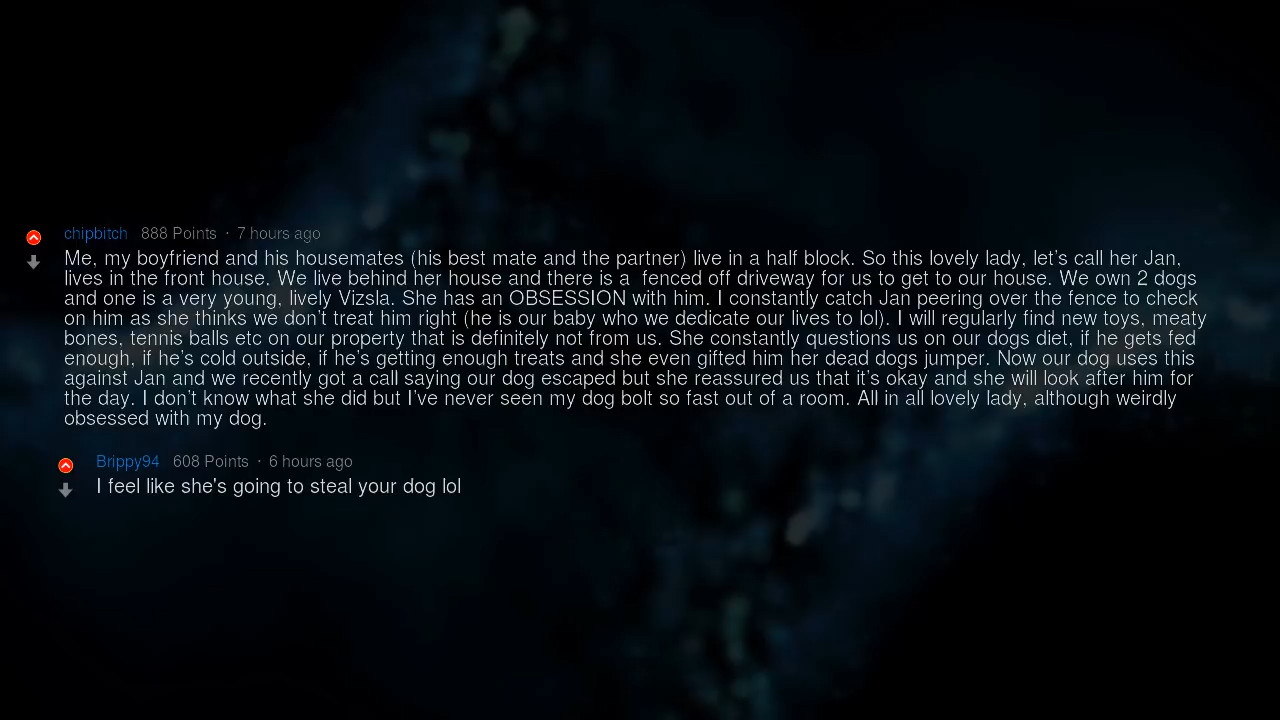 chipbitch 888 Points · 7 hours ago
Me, my boyfriend and his housemates (his best mate and the partner) live in a half block. So this lovely lady, let's call her Jan,
lives in the front house. We live behind her house and there is a  fenced off driveway for us to get to our house. We own 2 dogs
and one is a very young, lively Vizsla. She has an OBSESSION with him. I constantly catch Jan peering over the fence to check
on him as she thinks we don't treat him right (he is our baby who we dedicate our lives to lol). I will regularly find new toys, meaty
bones, tennis balls etc on our property that is definitely not from us. She constantly questions us on our dogs diet, if he gets fed
enough, if he's cold outside, if he's getting enough treats and she even gifted him her dead dogs jumper. Now our dog uses this
against Jan and we recently got a call saying our dog escaped but she reassured us that it's okay and she will look after him for
the day. I don't know what she did but I've never seen my dog bolt so fast out of a room. All in all lovely lady, although weirdly
obsessed with my dog.
Brippy94 608 Points · 6 hours ago
I feel like she's going to steal your dog lol